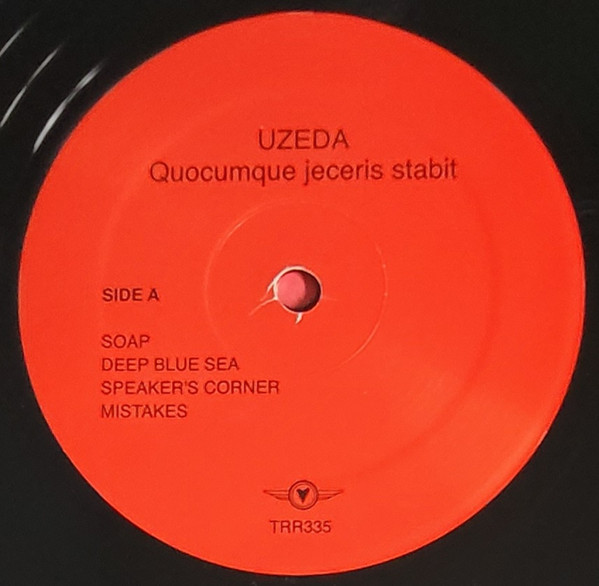 UZEDA
Quocumque jeceris stabit
SIDE A
SOAP
DEEP BLUE SEA
SPEAKER'S CORNER
MISTAKES
TRR335